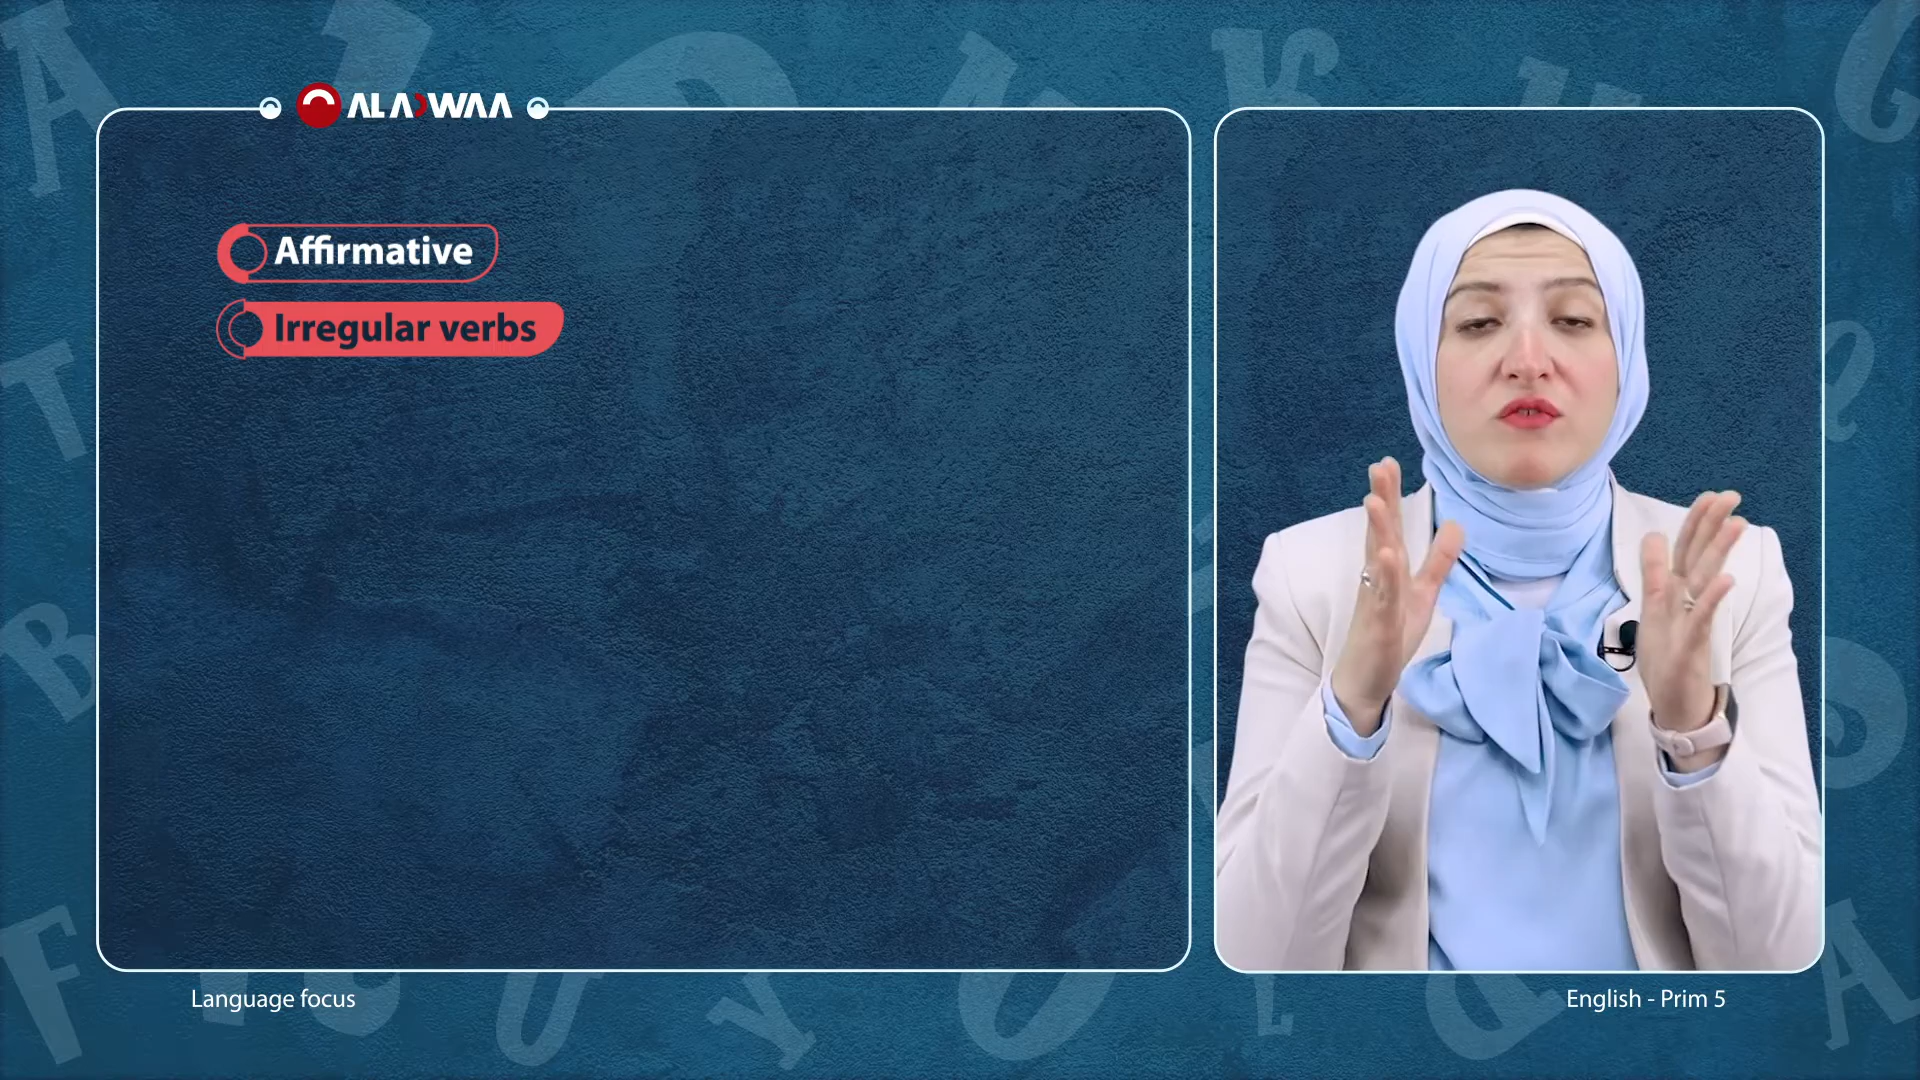 ALADWAA
Affirmative
Irregular verbs
Language focus
English - Prim 5